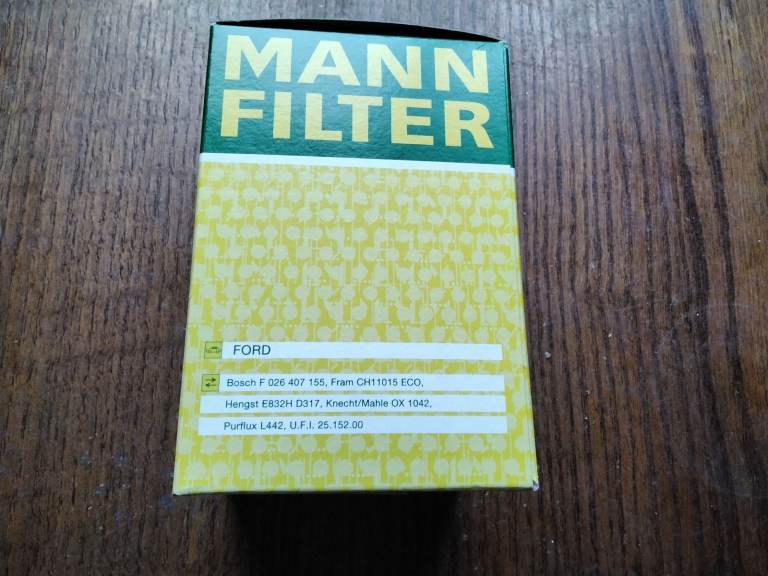 MANN
FILTER
FORD
Bosch F 026 407 155, Fram CH11015 ECO,
Hengst E832H D317, Knecht/Mahle OX 1042,
Purflux L442, U.F.I. 25.152.00